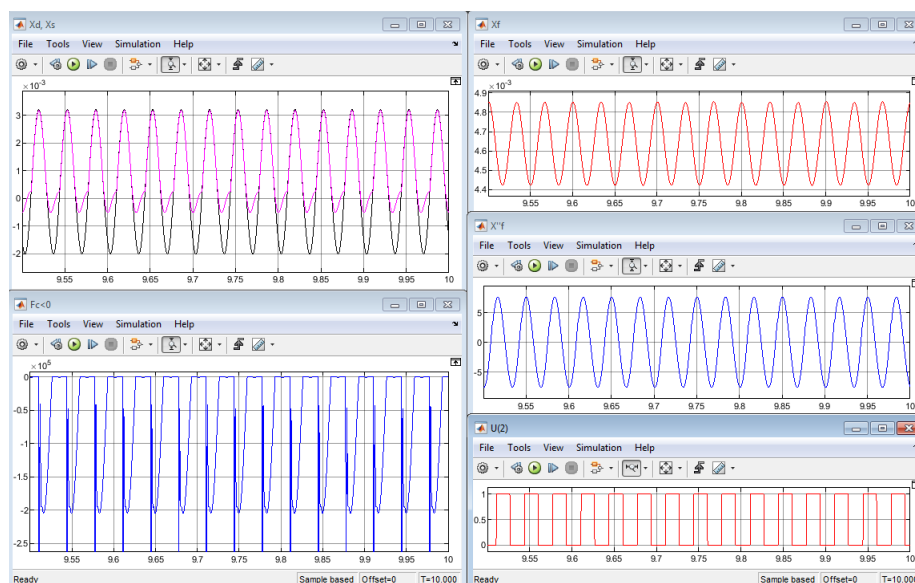 Xd, Xs
File Tools View Simulation Help
×10⁻³
3
2
1
0
-1
-2
9.55 9.6 9.65 9.7 9.75 9.8 9.85 9.9 9.95 10
Fc<0
File Tools View Simulation Help
×10⁵
0
-0.5
-1
-1.5
-2
-2.5
9.55 9.6 9.65 9.7 9.75 9.8 9.85 9.9 9.95 10
Ready Sample based Offset=0 T=10.000
Xf
File Tools View Simulation Help
×10⁻³
4.9
4.8
4.7
4.6
4.5
4.4
9.55 9.6 9.65 9.7 9.75 9.8 9.85 9.9 9.95 10
X"f
File Tools View Simulation Help
5
0
-5
9.55 9.6 9.65 9.7 9.75 9.8 9.85 9.9 9.95 10
U(2)
File Tools View Simulation Help
1
0.5
0
9.55 9.6 9.65 9.7 9.75 9.8 9.85 9.9 9.95 10
Ready Sample based Offset=0 T=10.000